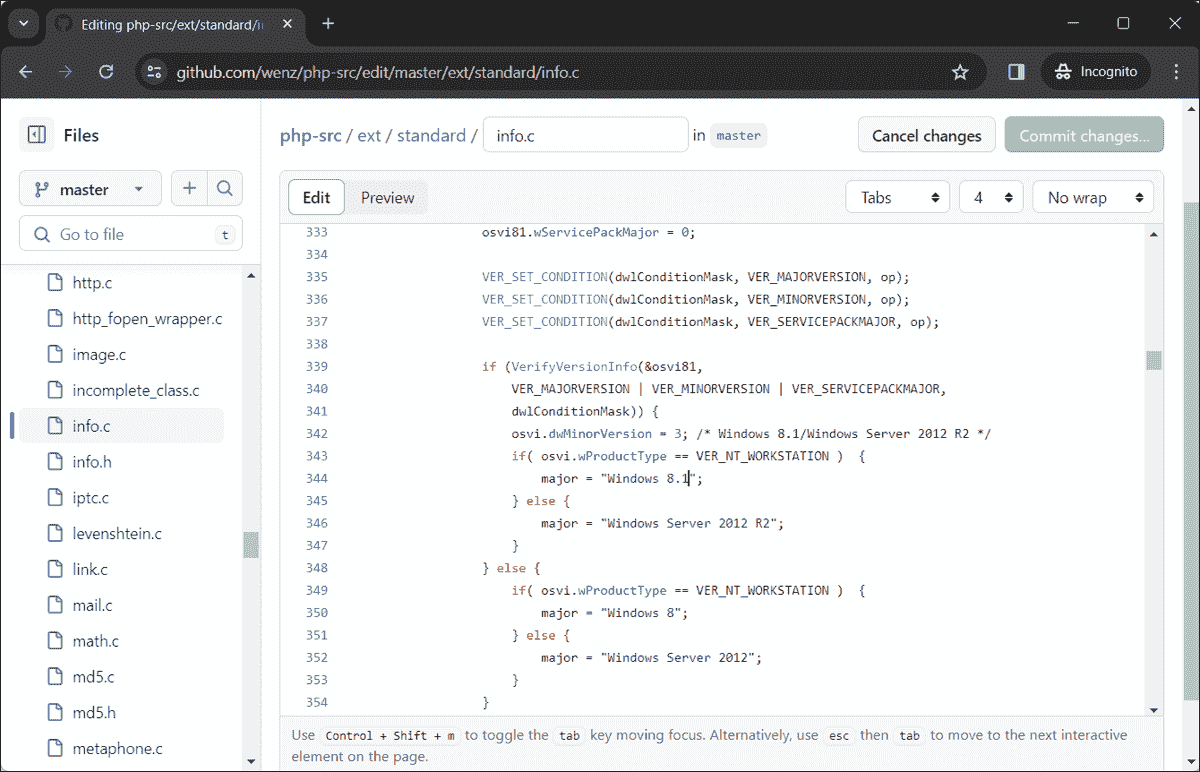 Editing php-src/ext/standard/i
github.com/wenz/php-src/edit/master/ext/standard/info.c
Incognito
Files
php-src / ext / standard / info.c in master
Cancel changes
Commit changes...
master
Edit
Preview
Tabs
4
No wrap
Go to file
t
http.c
http_fopen_wrapper.c
image.c
incomplete_class.c
info.c
info.h
iptc.c
levenshtein.c
link.c
mail.c
math.c
md5.c
md5.h
metaphone.c
333 osvi81.wServicePackMajor = 0;
334
335 VER_SET_CONDITION(dwlConditionMask, VER_MAJORVERSION, op);
336 VER_SET_CONDITION(dwlConditionMask, VER_MINORVERSION, op);
337 VER_SET_CONDITION(dwlConditionMask, VER_SERVICEPACKMAJOR, op);
338
339 if (VerifyVersionInfo(&osvi81,
340 VER_MAJORVERSION | VER_MINORVERSION | VER_SERVICEPACKMAJOR,
341 dwlConditionMask)) {
342 osvi.dwMinorVersion = 3; /* Windows 8.1/Windows Server 2012 R2 */
343 if( osvi.wProductType == VER_NT_WORKSTATION )  {
344 major = "Windows 8.1";
345 } else {
346 major = "Windows Server 2012 R2";
347 }
348 } else {
349 if( osvi.wProductType == VER_NT_WORKSTATION )  {
350 major = "Windows 8";
351 } else {
352 major = "Windows Server 2012";
353 }
354 }
Use Control + Shift + m to toggle the tab key moving focus. Alternatively, use esc then tab to move to the next interactive
element on the page.